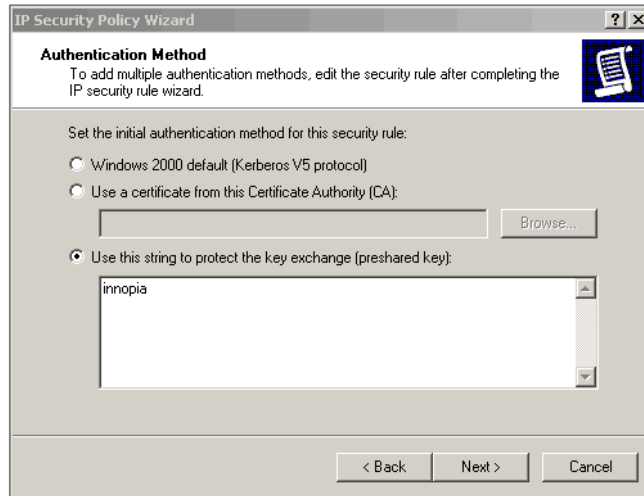 IP Security Policy Wizard
Authentication Method
To add multiple authentication methods, edit the security rule after completing the
IP security rule wizard.
Set the initial authentication method for this security rule:
Windows 2000 default (Kerberos V5 protocol)
Use a certificate from this Certificate Authority (CA):
Browse...
Use this string to protect the key exchange (preshared key):
innopia
< Back Next > Cancel